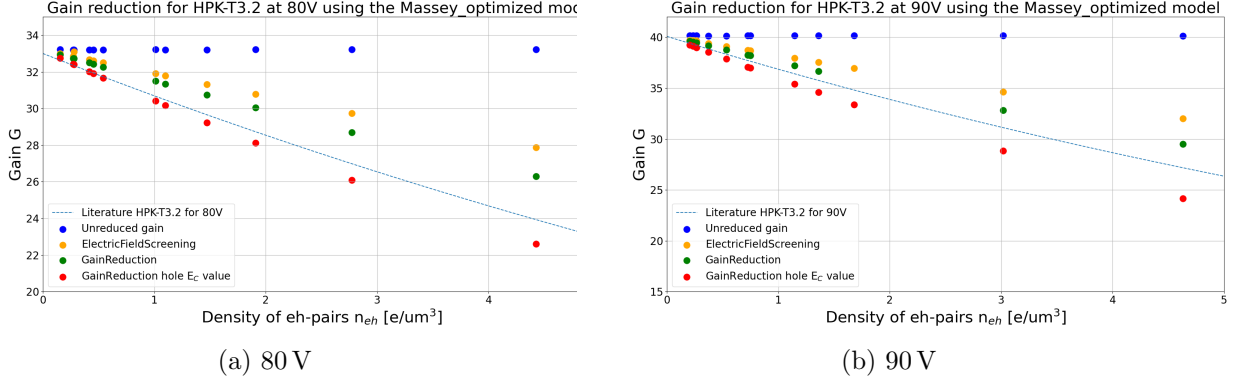 Gain reduction for HPK-T3.2 at 80V using the Massey_optimized mod
34
32
30
28
26
24
22
20
Gain G
0 1 2 3 4
Density of eh-pairs n_eh [e/um³]
Literature HPK-T3.2 for 80V
Unreduced gain
ElectricFieldScreening
GainReduction
GainReduction hole E_C value
(a) 80 V
Gain reduction for HPK-T3.2 at 90V using the Massey_optimized model
40
35
30
25
20
15
Gain G
0 1 2 3 4 5
Density of eh-pairs n_eh [e/um³]
Literature HPK-T3.2 for 90V
Unreduced gain
ElectricFieldScreening
GainReduction
GainReduction hole E_C value
(b) 90 V